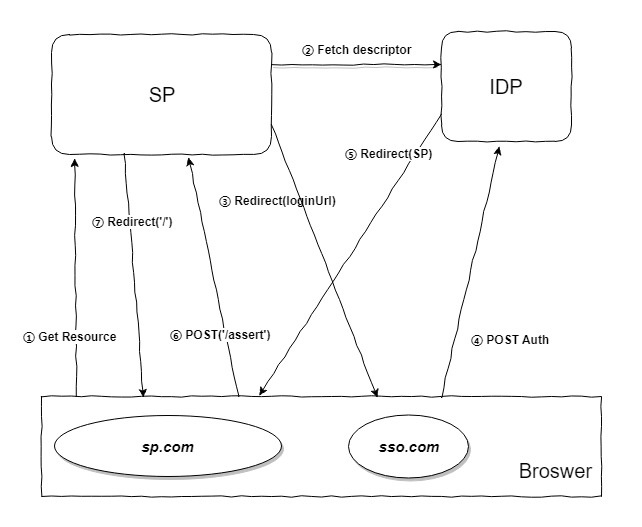 ② Fetch descriptor
SP
IDP
⑤ Redirect(SP)
③ Redirect(loginUrl)
⑦ Redirect('/')
① Get Resource
⑥ POST('/assert')
④ POST Auth
sp.com
sso.com
Broswer